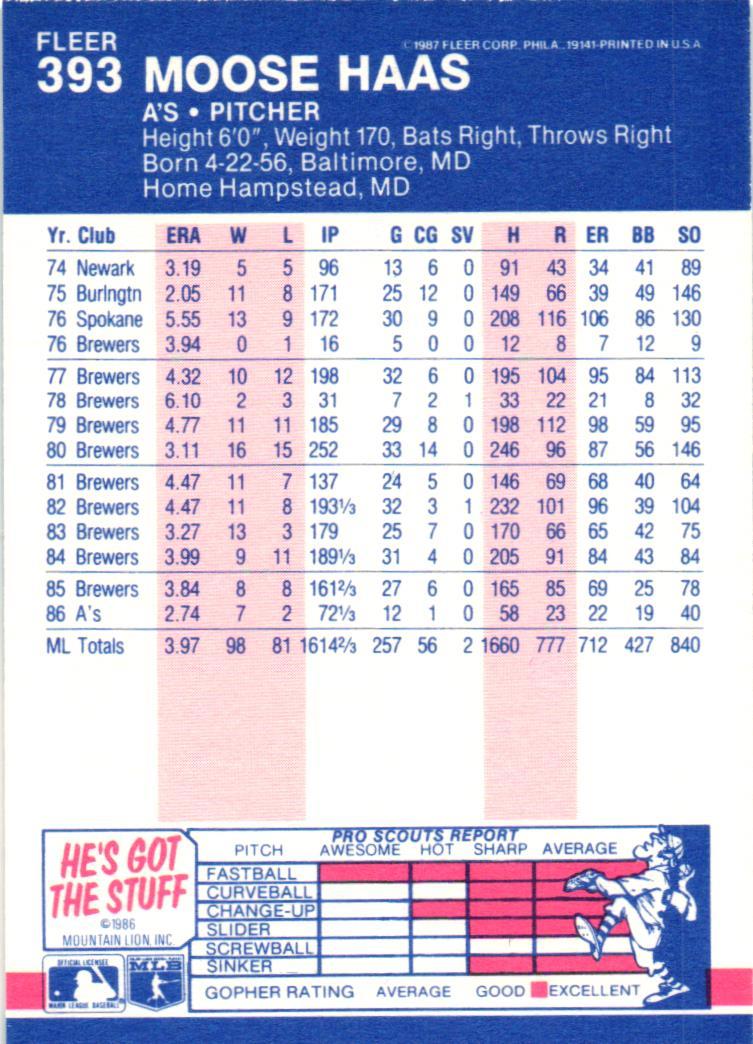 FLEER
©1987 FLEER CORP. PHILA. 19141-PRINTED IN U.S.A.
393 MOOSE HAAS
A'S • PITCHER
Height 6'0", Weight 170, Bats Right, Throws Right
Born 4-22-56, Baltimore, MD
Home Hampstead, MD
Yr. Club ERA W L IP G CG SV H R ER BB SO
74 Newark 3.19 5 5 96 13 6 0 91 43 34 41 89
75 Burlngtn 2.05 11 8 171 25 12 0 149 66 39 49 146
76 Spokane 5.55 13 9 172 30 9 0 208 116 106 86 130
76 Brewers 3.94 0 1 16 5 0 0 12 8 7 12 9
77 Brewers 4.32 10 12 198 32 6 0 195 104 95 84 113
78 Brewers 6.10 2 3 31 7 2 1 33 22 21 8 32
79 Brewers 4.77 11 11 185 29 8 0 198 112 98 59 95
80 Brewers 3.11 16 15 252 33 14 0 246 96 87 56 146
81 Brewers 4.47 11 7 137 24 5 0 146 69 68 40 64
82 Brewers 4.47 11 8 193⅓ 32 3 1 232 101 96 39 104
83 Brewers 3.27 13 3 179 25 7 0 170 66 65 42 75
84 Brewers 3.99 9 11 189⅓ 31 4 0 205 91 84 43 84
85 Brewers 3.84 8 8 161⅔ 27 6 0 165 85 69 25 78
86 A's 2.74 7 2 72⅓ 12 1 0 58 23 22 19 40
ML Totals 3.97 98 81 1614⅔ 257 56 2 1660 777 712 427 840
HE'S GOT
THE STUFF
©1986
MOUNTAIN LION, INC.
OFFICIAL LICENSEE
MAJOR LEAGUE BASEBALL
MLB
PRO SCOUTS REPORT
PITCH AWESOME HOT SHARP AVERAGE
FASTBALL
CURVEBALL
CHANGE-UP
SLIDER
SCREWBALL
SINKER
GOPHER RATING AVERAGE GOOD EXCELLENT